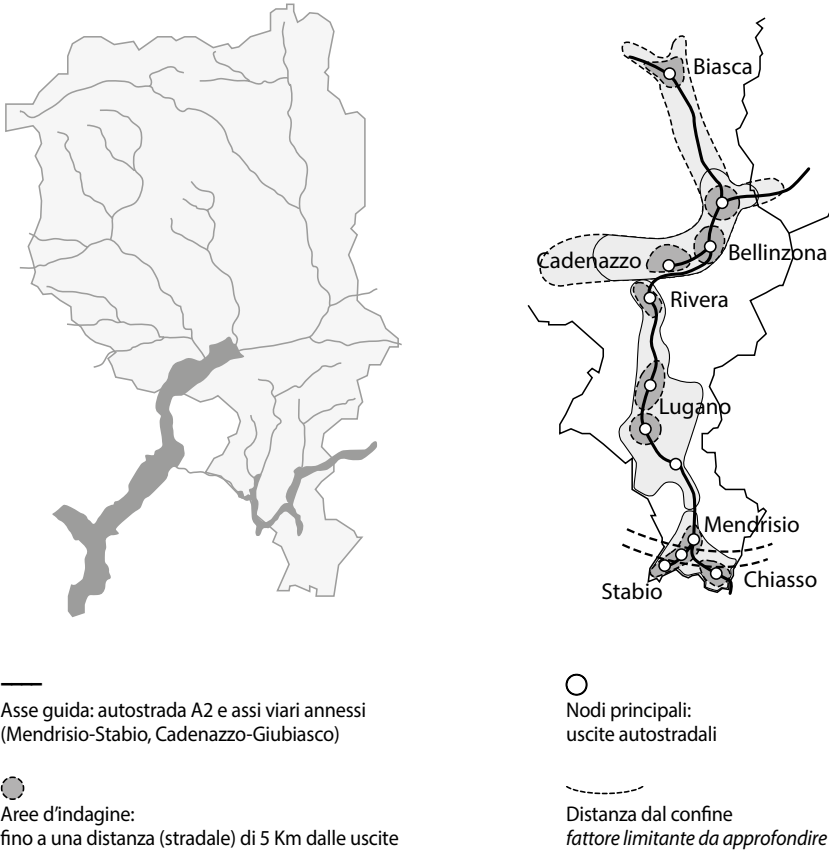 Biasca
Bellinzona
Cadenazzo
Rivera
Lugano
Mendrisio
Chiasso
Stabio
Asse guida: autostrada A2 e assi viari annessi
(Mendrisio-Stabio, Cadenazzo-Giubiasco)
Nodi principali:
uscite autostradali
Aree d'indagine:
fino a una distanza (stradale) di 5 Km dalle uscite
Distanza dal confine
fattore limitante da approfondire